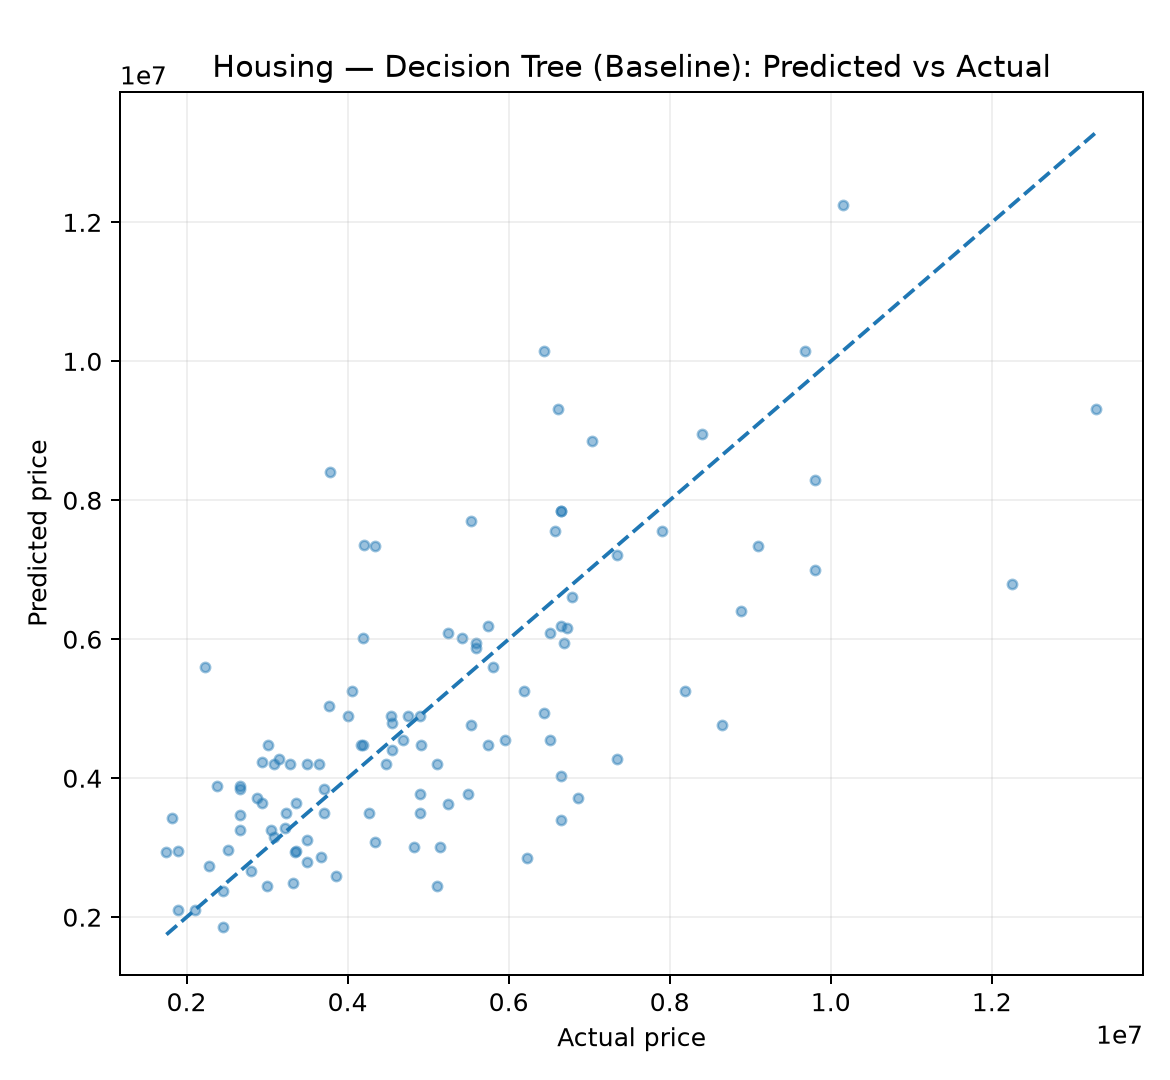 Housing — Decision Tree (Baseline): Predicted vs Actual
1e7
1.2
1.0
0.8
0.6
0.4
0.2
Predicted price
0.2 0.4 0.6 0.8 1.0 1.2
1e7
Actual price